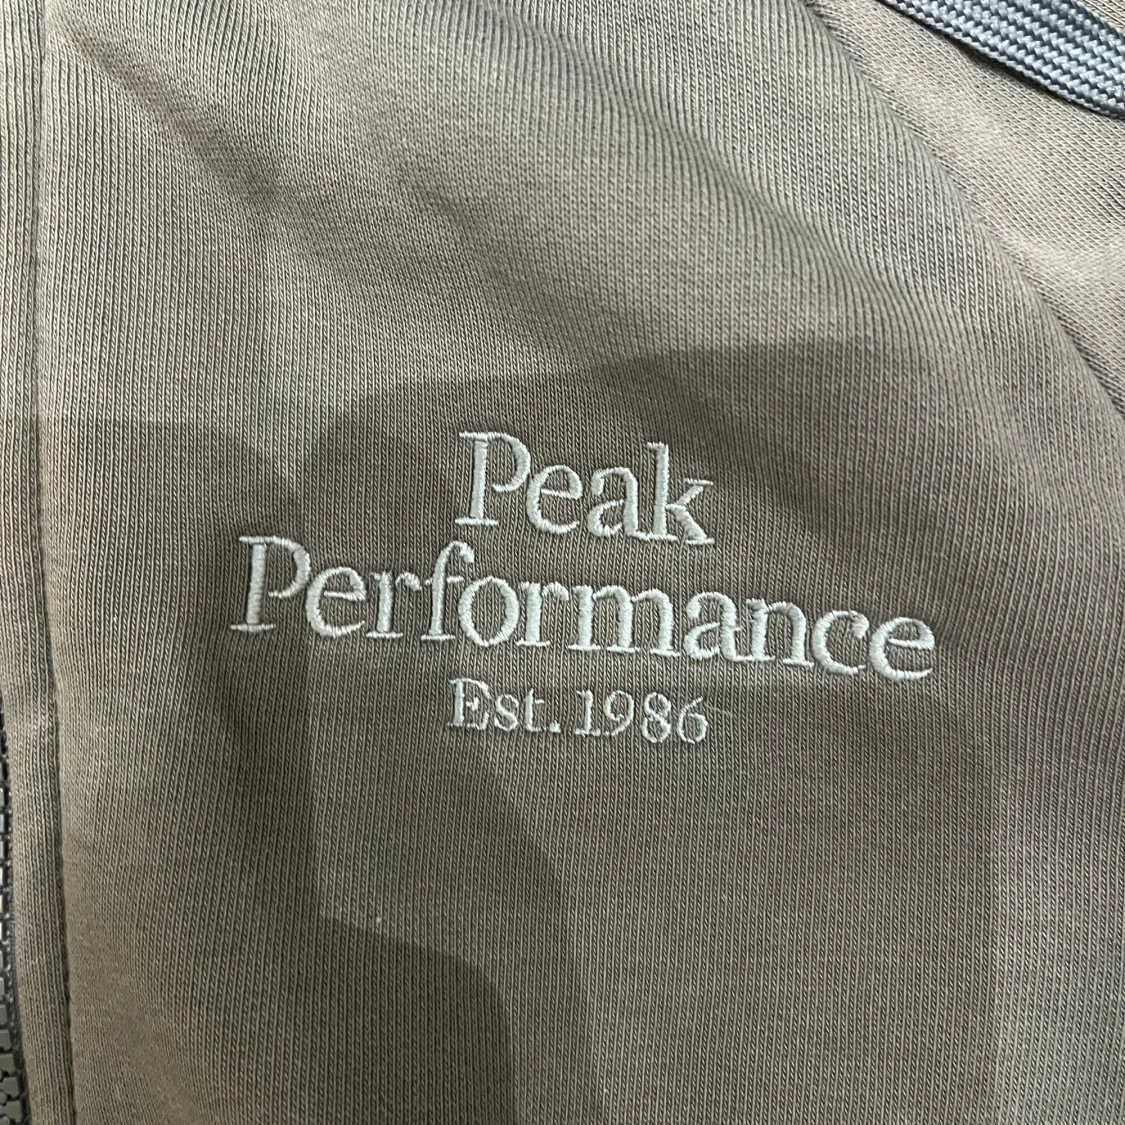 Peak
Performance
Est. 1986